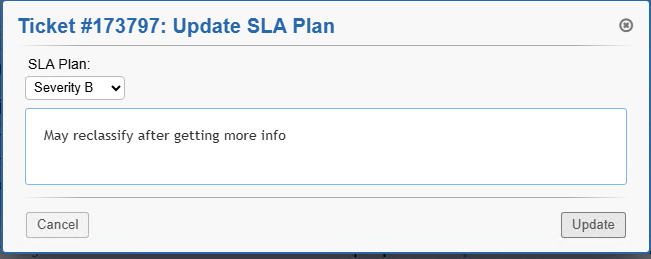 Ticket #173797: Update SLA Plan
SLA Plan:
Severity B
May reclassify after getting more info
Cancel
Update